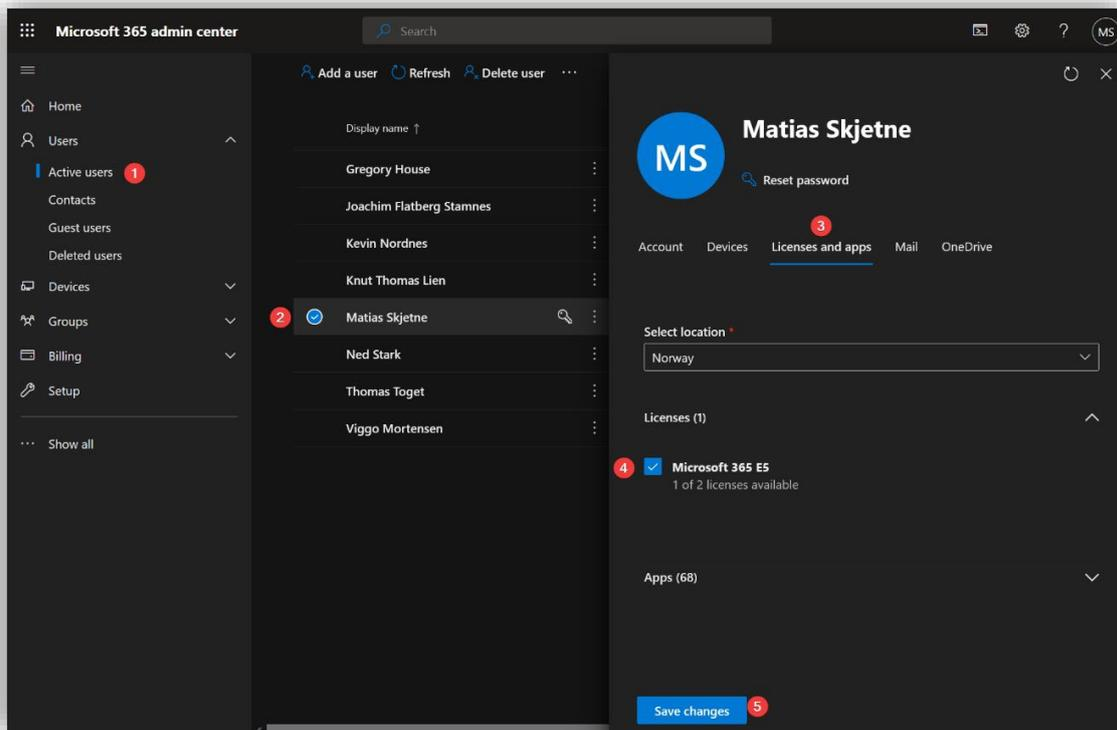 Microsoft 365 admin center
Search
?
MS
Home
Users
Active users 1
Contacts
Guest users
Deleted users
Devices
Groups
Billing
Setup
Show all
Add a user Refresh Delete user
Display name ↑
Gregory House
Joachim Flatberg Stamnes
Kevin Nordnes
Knut Thomas Lien
2 Matias Skjetne
Ned Stark
Thomas Toget
Viggo Mortensen
MS
Matias Skjetne
Reset password
3
Account Devices Licenses and apps Mail OneDrive
Select location *
Norway
Licenses (1)
4 Microsoft 365 E5
1 of 2 licenses available
Apps (68)
Save changes 5